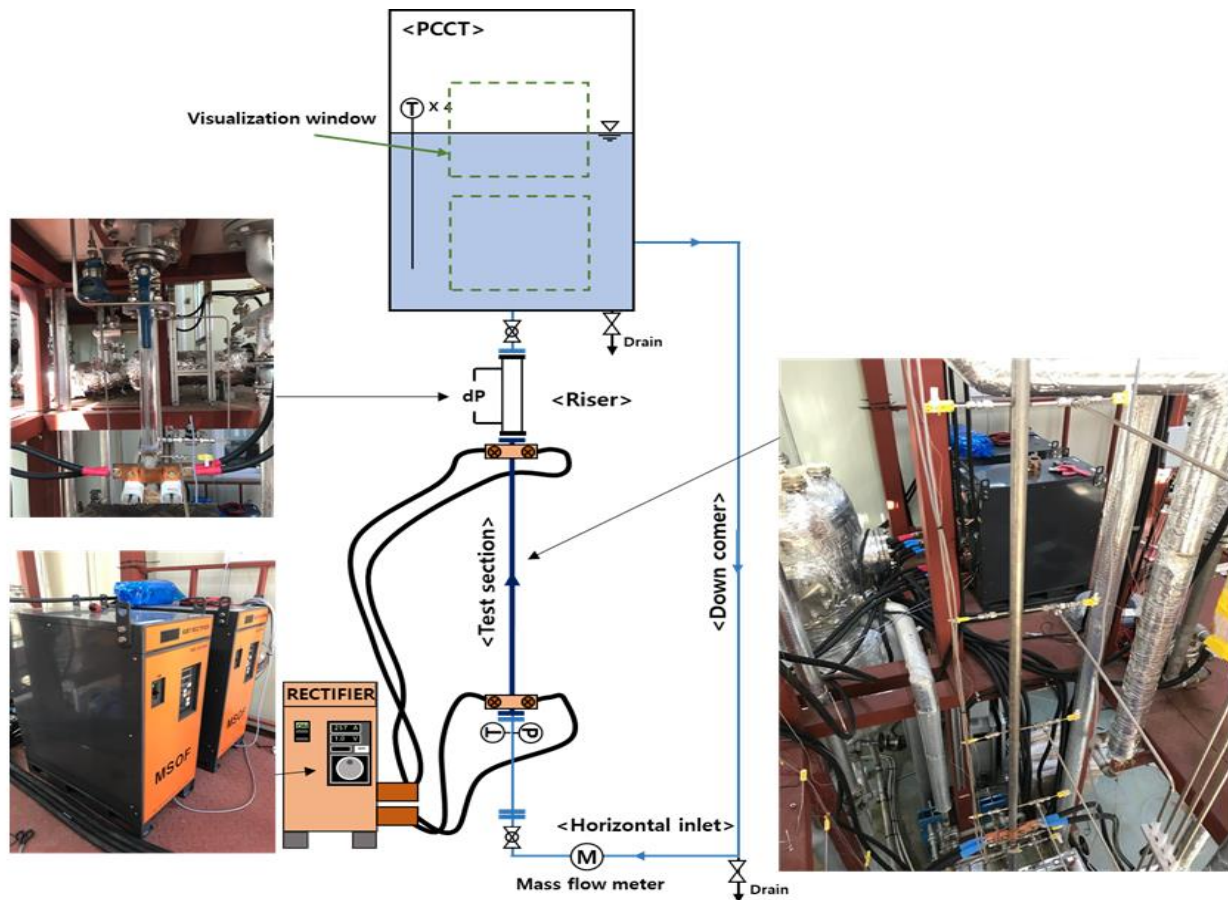 <PCCT>
T
X 4
Visualization window
Drain
dP
<Riser>
<Test section>
<Down comer>
RECTIFIER
T
P
<Horizontal inlet>
M
Mass flow meter
Drain
MSOF
MSOF